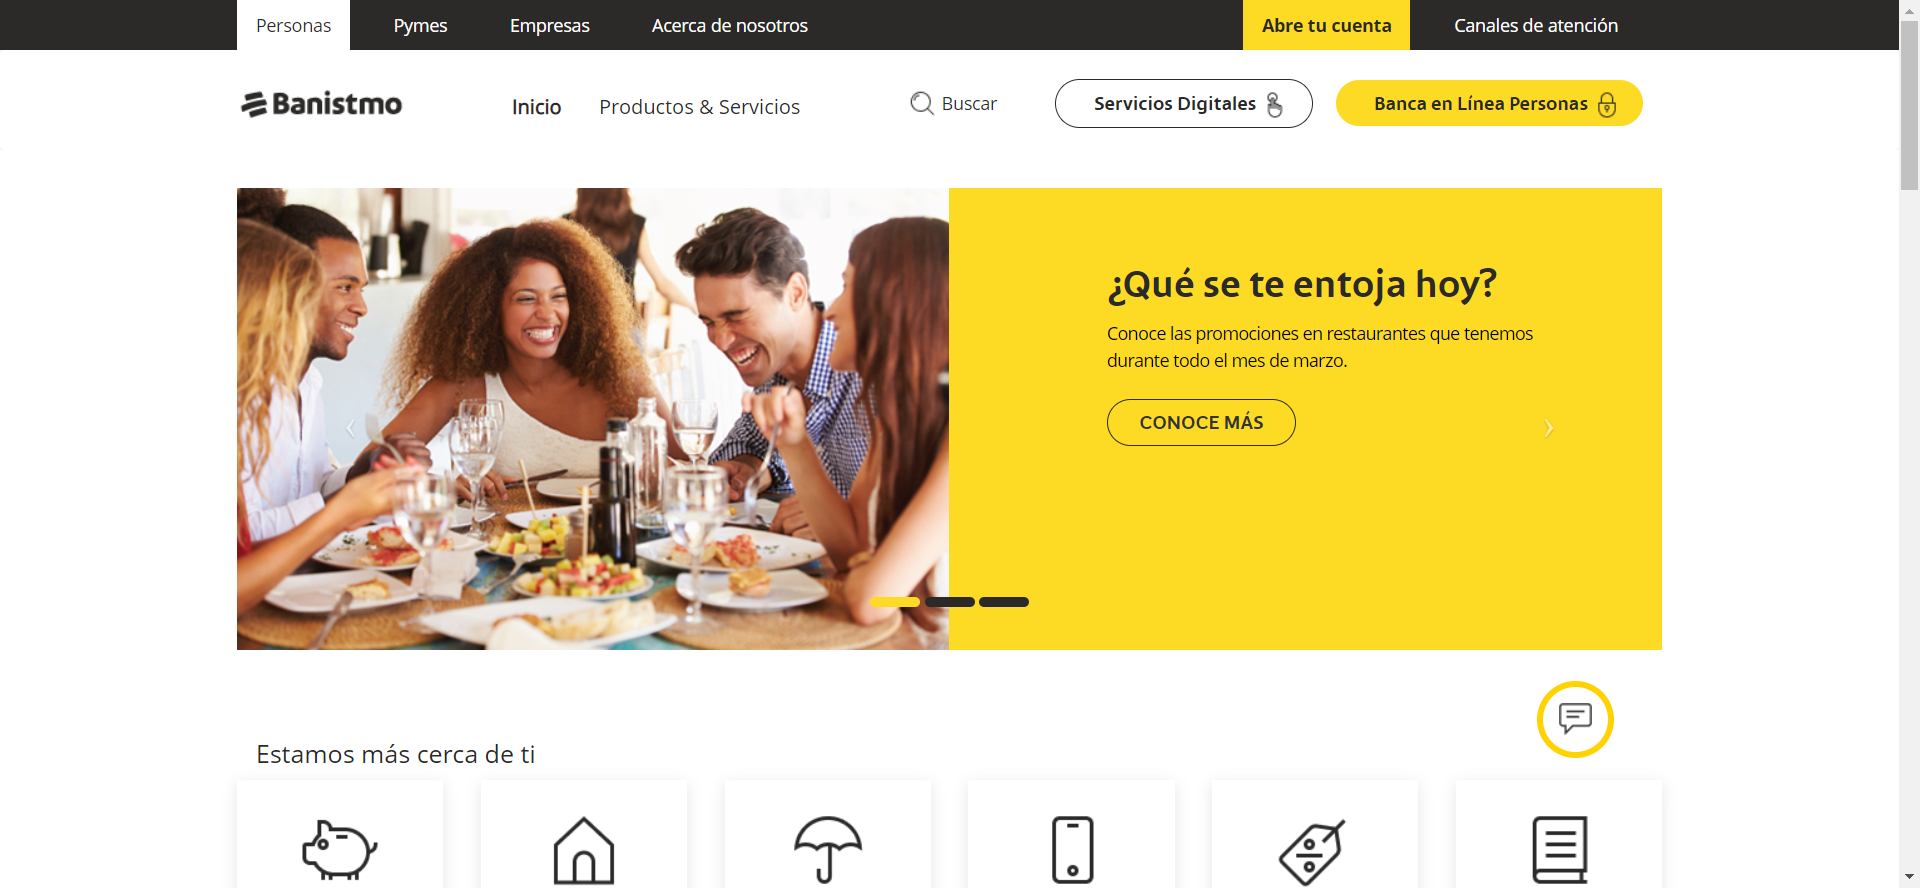 Personas
Pymes
Empresas
Acerca de nosotros
Abre tu cuenta
Canales de atención
Banistmo
Inicio
Productos & Servicios
Buscar
Servicios Digitales
Banca en Línea Personas
¿Qué se te entoja hoy?
Conoce las promociones en restaurantes que tenemos
durante todo el mes de marzo.
CONOCE MÁS
Estamos más cerca de ti